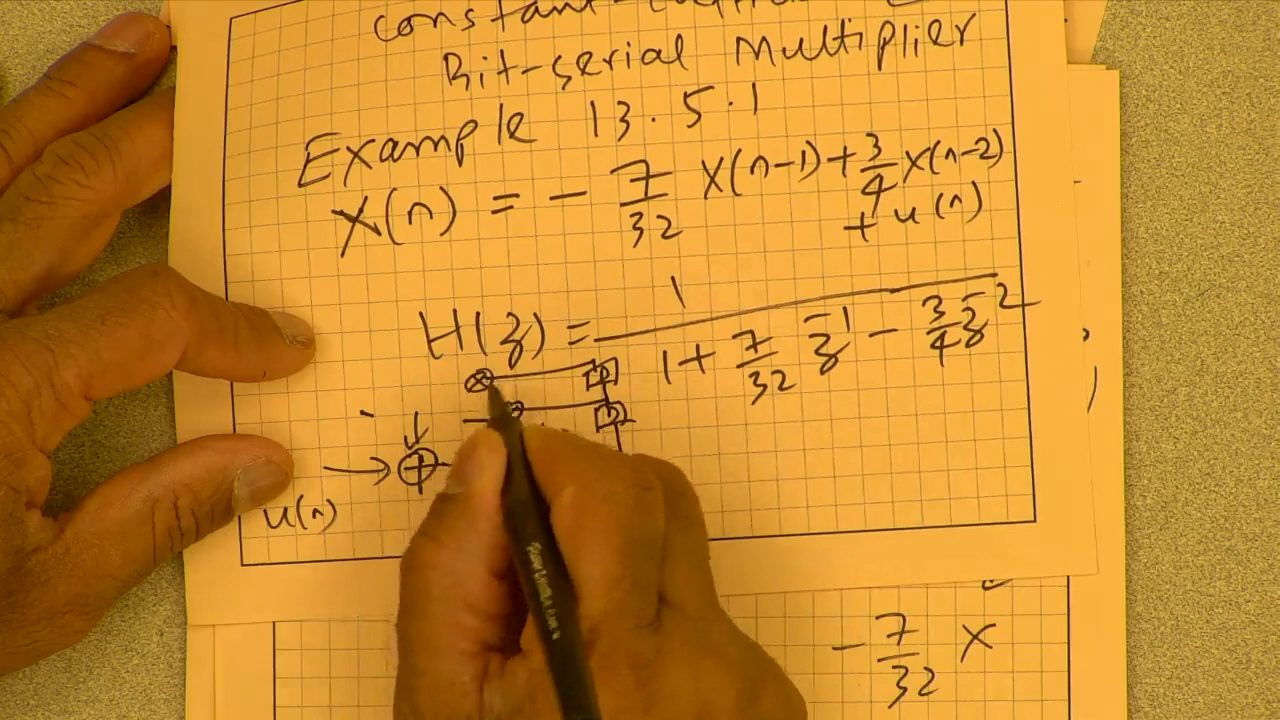 constant
Bit-serial Multiplier
Example 13.5.1
x(n) = - 7/32 x(n-1) + 3/4 x(n-2)
+ u(n)
H(z) = 1 / (1 + 7/32 z^-1 - 3/4 z^-2)
D
D
+
u(n)
- 7/32 x